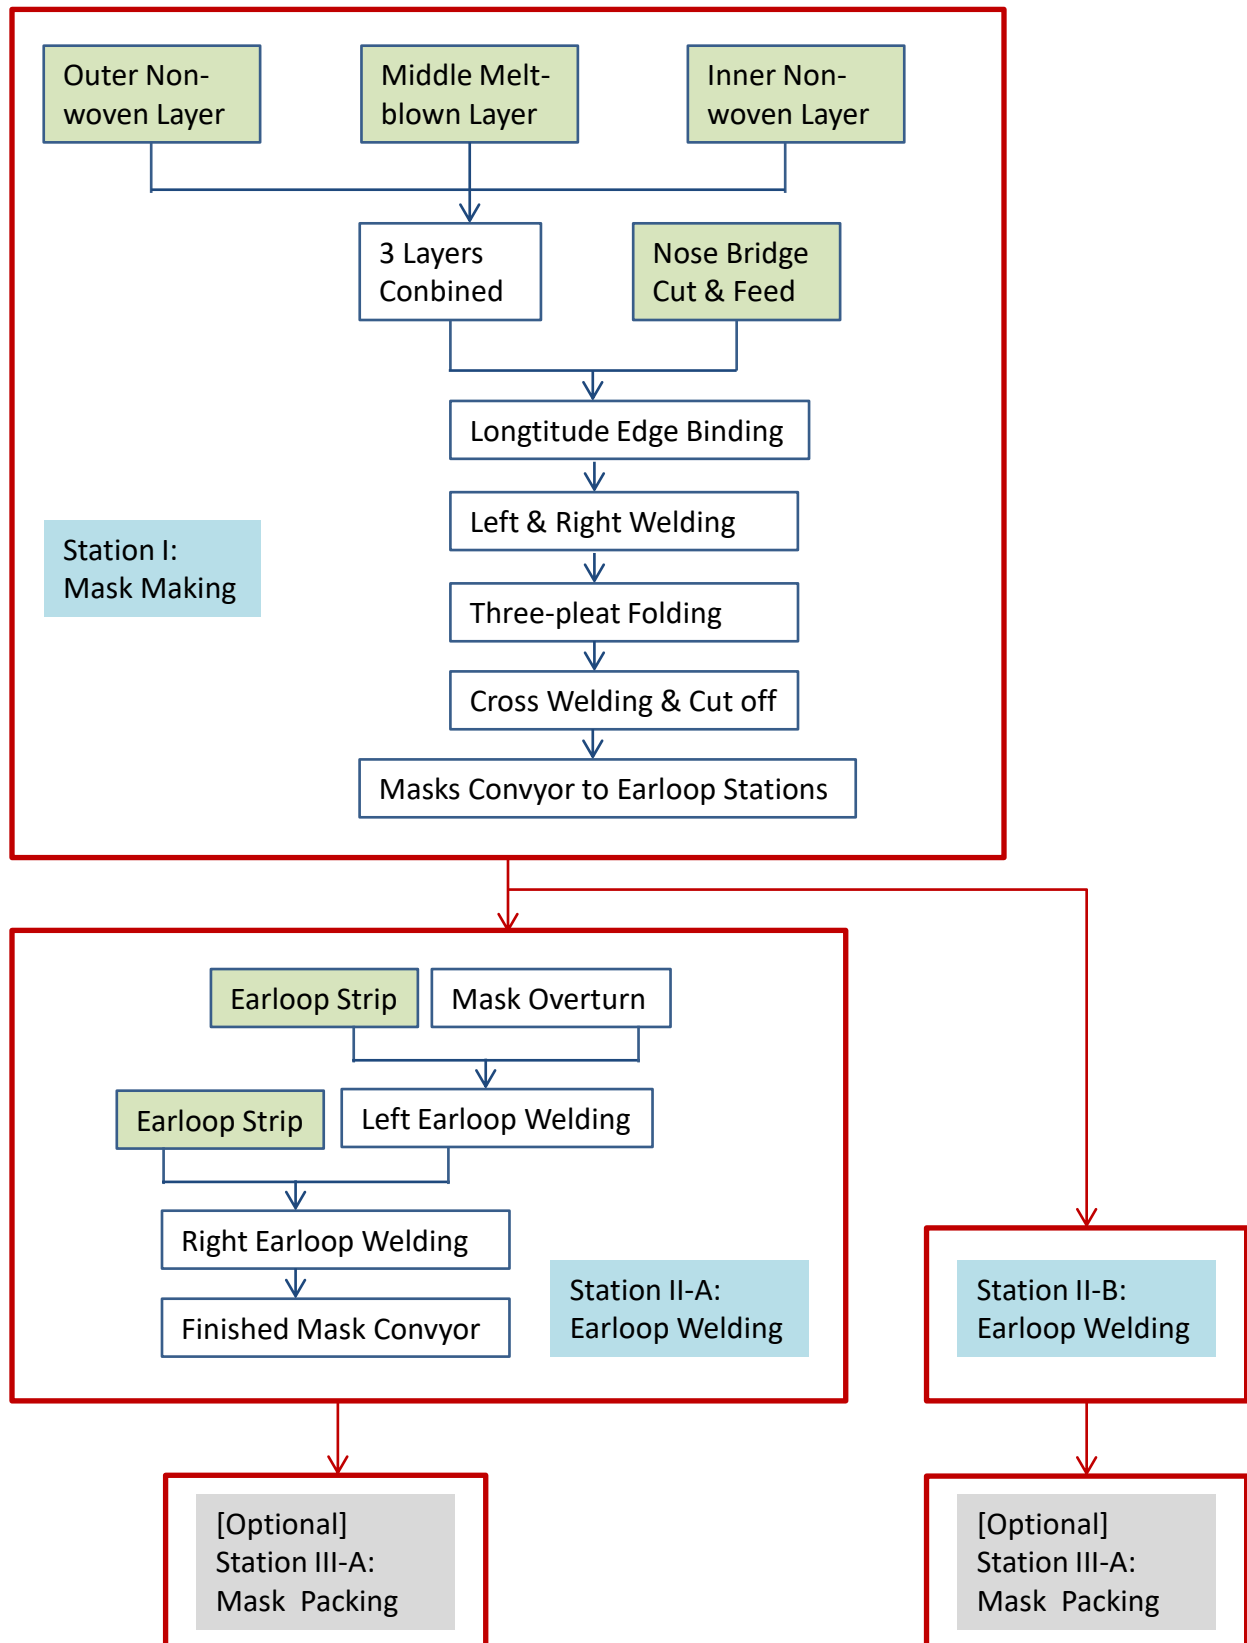 Outer Non-
woven Layer
Middle Melt-
blown Layer
Inner Non-
woven Layer
3 Layers
Conbined
Nose Bridge
Cut & Feed
Longtitude Edge Binding
Left & Right Welding
Station I:
Mask Making
Three-pleat Folding
Cross Welding & Cut off
Masks Convyor to Earloop Stations
Earloop Strip
Mask Overturn
Earloop Strip
Left Earloop Welding
Right Earloop Welding
Finished Mask Convyor
Station II-A:
Earloop Welding
Station II-B:
Earloop Welding
[Optional]
Station III-A:
Mask  Packing
[Optional]
Station III-A:
Mask  Packing